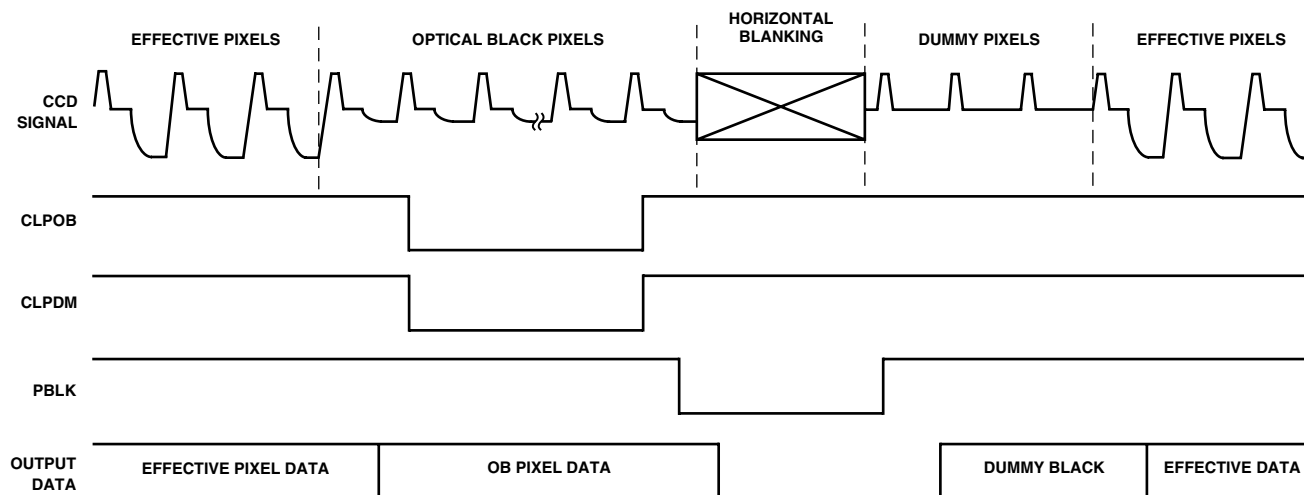 HORIZONTAL
BLANKING
EFFECTIVE PIXELS
OPTICAL BLACK PIXELS
DUMMY PIXELS
EFFECTIVE PIXELS
CCD
SIGNAL
CLPOB
CLPDM
PBLK
OUTPUT
DATA
EFFECTIVE PIXEL DATA
OB PIXEL DATA
DUMMY BLACK
EFFECTIVE DATA